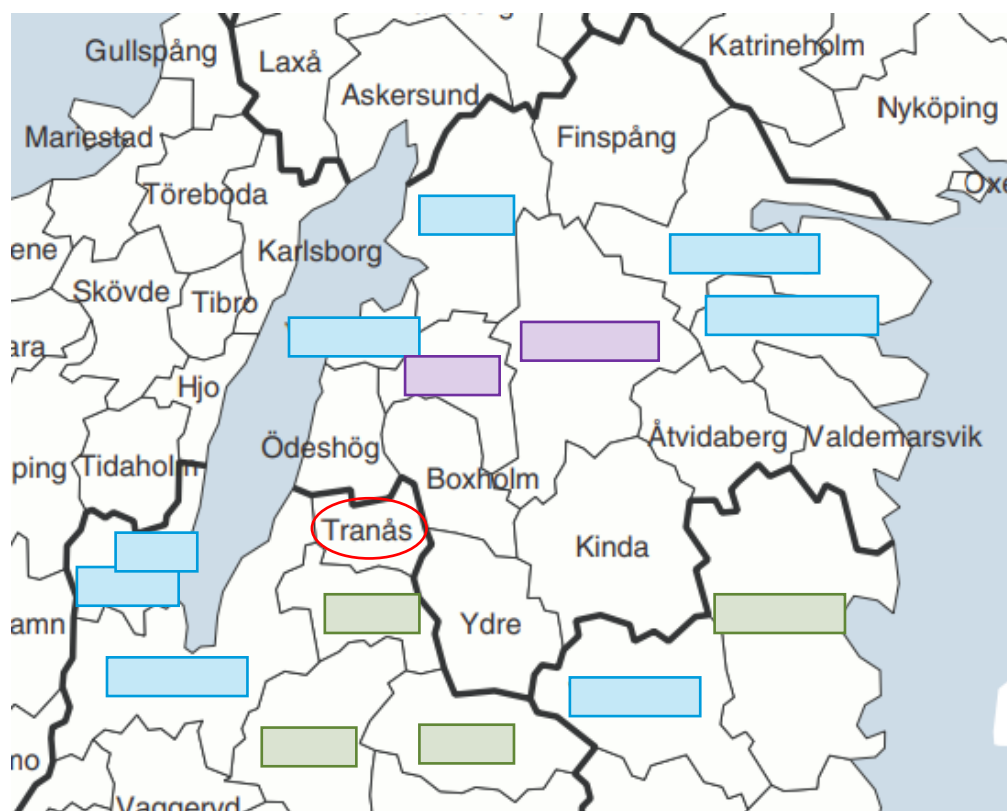 Gullspång
Laxå
Katrineholm
Askersund
Nyköping
Mariestad
Finspång
Töreboda
Oxe
ene
Karlsborg
Skövde
Tibro
ara
Hjo
ping
Tidaholm
Ödeshög
Åtvidaberg
Valdemarsvik
Boxholm
Tranås
Kinda
amn
Ydre
mo
Vaggeryd